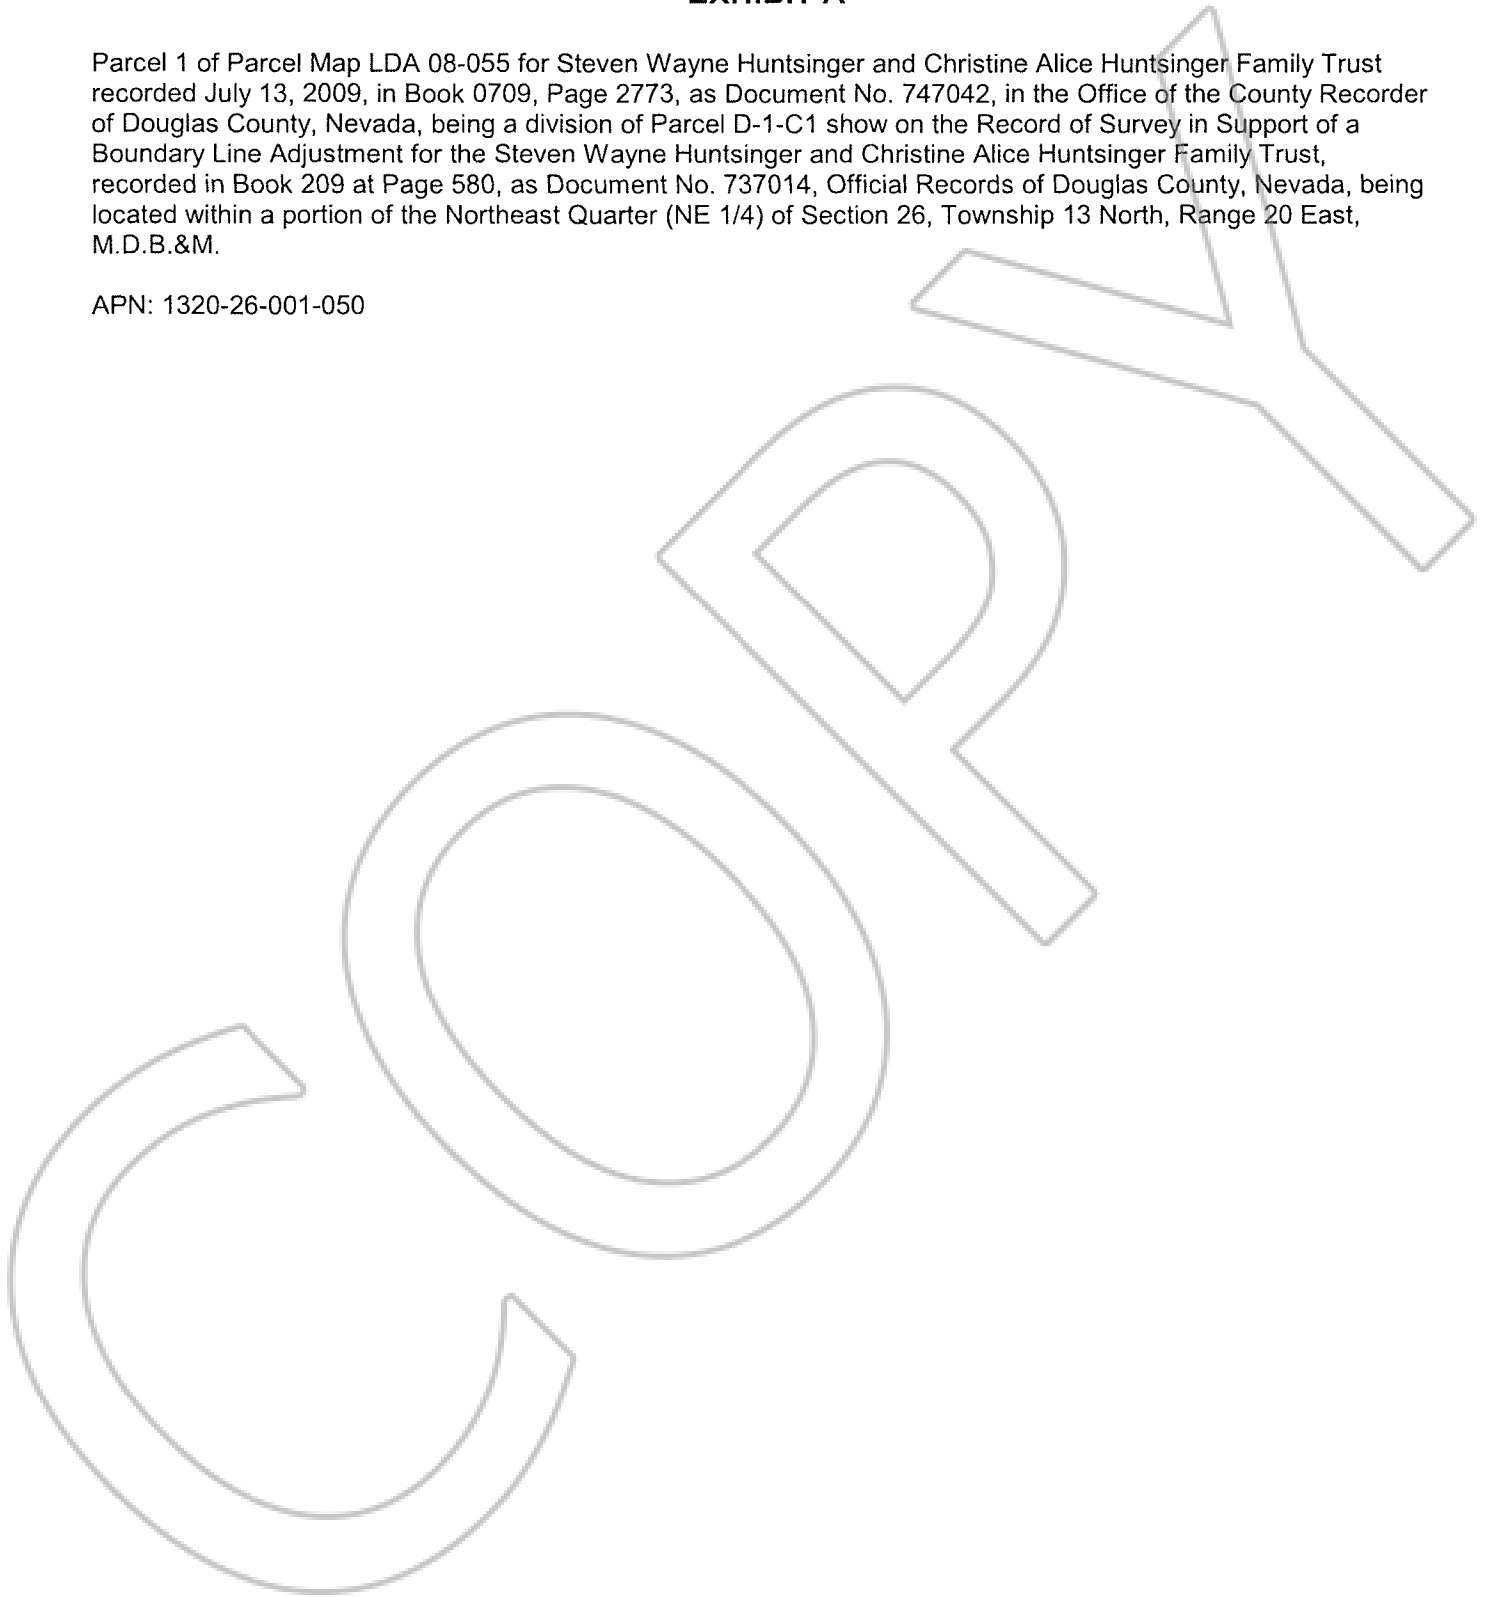 EXHIBIT A
Parcel 1 of Parcel Map LDA 08-055 for Steven Wayne Huntsinger and Christine Alice Huntsinger Family Trust
recorded July 13, 2009, in Book 0709, Page 2773, as Document No. 747042, in the Office of the County Recorder
of Douglas County, Nevada, being a division of Parcel D-1-C1 show on the Record of Survey in Support of a
Boundary Line Adjustment for the Steven Wayne Huntsinger and Christine Alice Huntsinger Family Trust,
recorded in Book 209 at Page 580, as Document No. 737014, Official Records of Douglas County, Nevada, being
located within a portion of the Northeast Quarter (NE 1/4) of Section 26, Township 13 North, Range 20 East,
M.D.B.&M.
APN: 1320-26-001-050
COPY